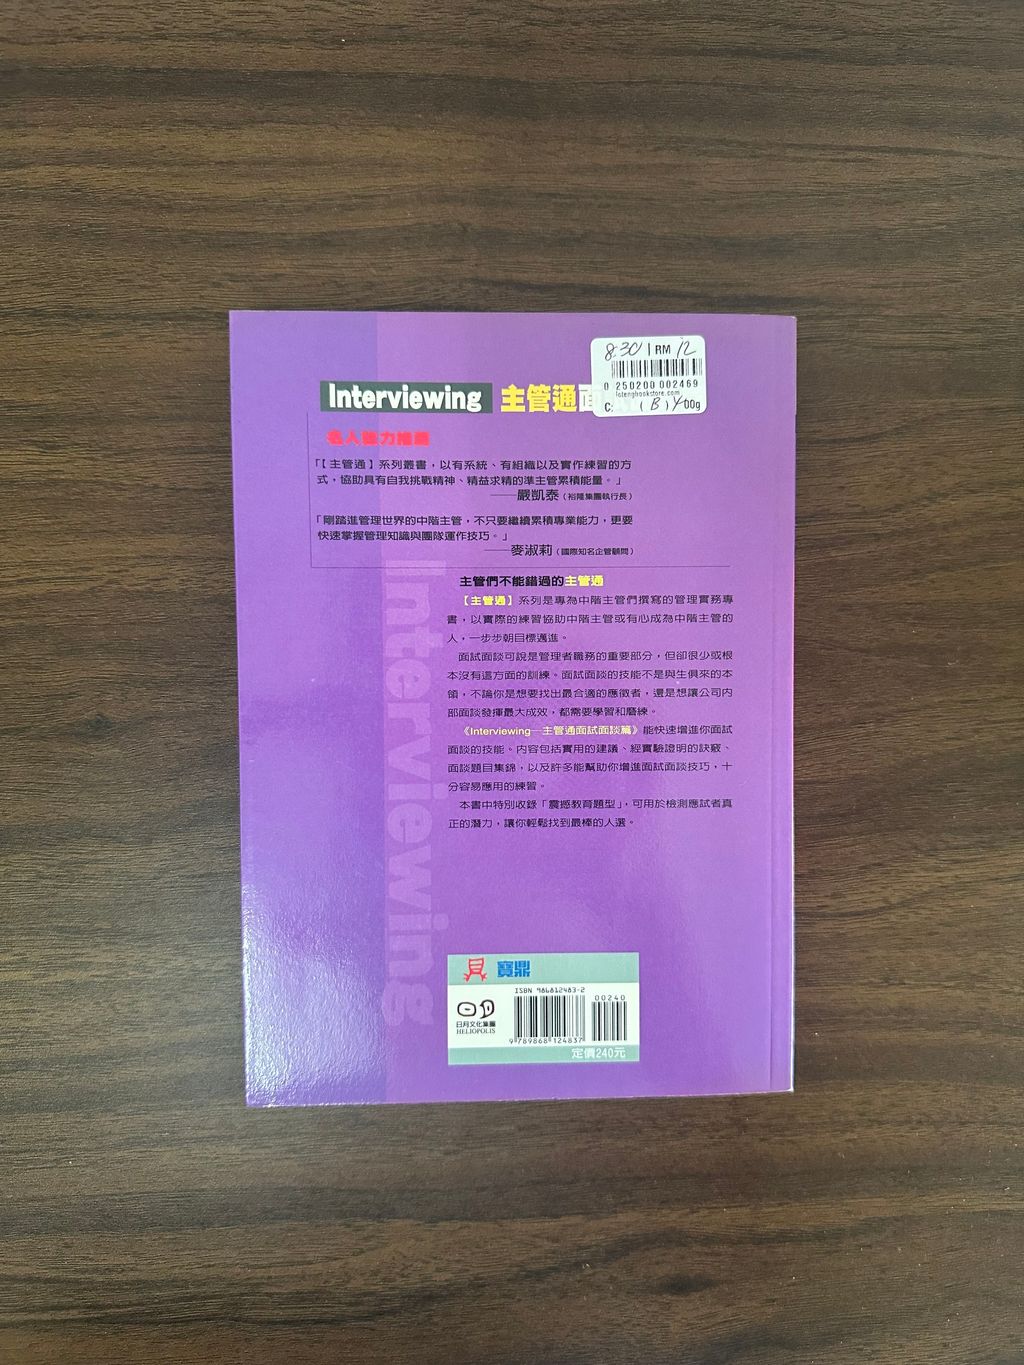 8.30 | RM 12
0 250200 002469
lotengbookstore.com
C: (B) 400g
Interviewing 主管通面
名人強力推薦
「【主管通】系列叢書，以有系統、有組織以及實作練習的方
式，協助具有自我挑戰精神、精益求精的準主管累積能量。」
——嚴凱泰（裕隆集團執行長）
「剛踏進管理世界的中階主管，不只要繼續累積專業能力，更要
快速掌握管理知識與團隊運作技巧。」
——麥淑莉（國際知名企管顧問）
主管們不能錯過的主管通
【主管通】系列是專為中階主管們撰寫的管理實務專
書，以實際的練習協助中階主管或有心成為中階主管的
人，一步步朝目標邁進。
面試面談可說是管理者職務的重要部分，但卻很少或根
本沒有這方面的訓練。面試面談的技能不是與生俱來的本
領，不論你是想要找出最合適的應徵者，還是想讓公司內
部面談發揮最大成效，都需要學習和磨練。
《Interviewing—主管通面試面談篇》能快速增進你面試
面談的技能。內容包括實用的建議、經實驗證明的訣竅、
面談題目集錦，以及許多能幫助你增進面試面談技巧，十
分容易應用的練習。
本書中特別收錄「震撼教育題型」，可用於檢測應試者真
正的潛力，讓你輕鬆找到最棒的人選。
Interviewing
寶鼎
ISBN 986812483-2
00240
日月文化集團
HELIOPOLIS
9 789868 124837
定價240元